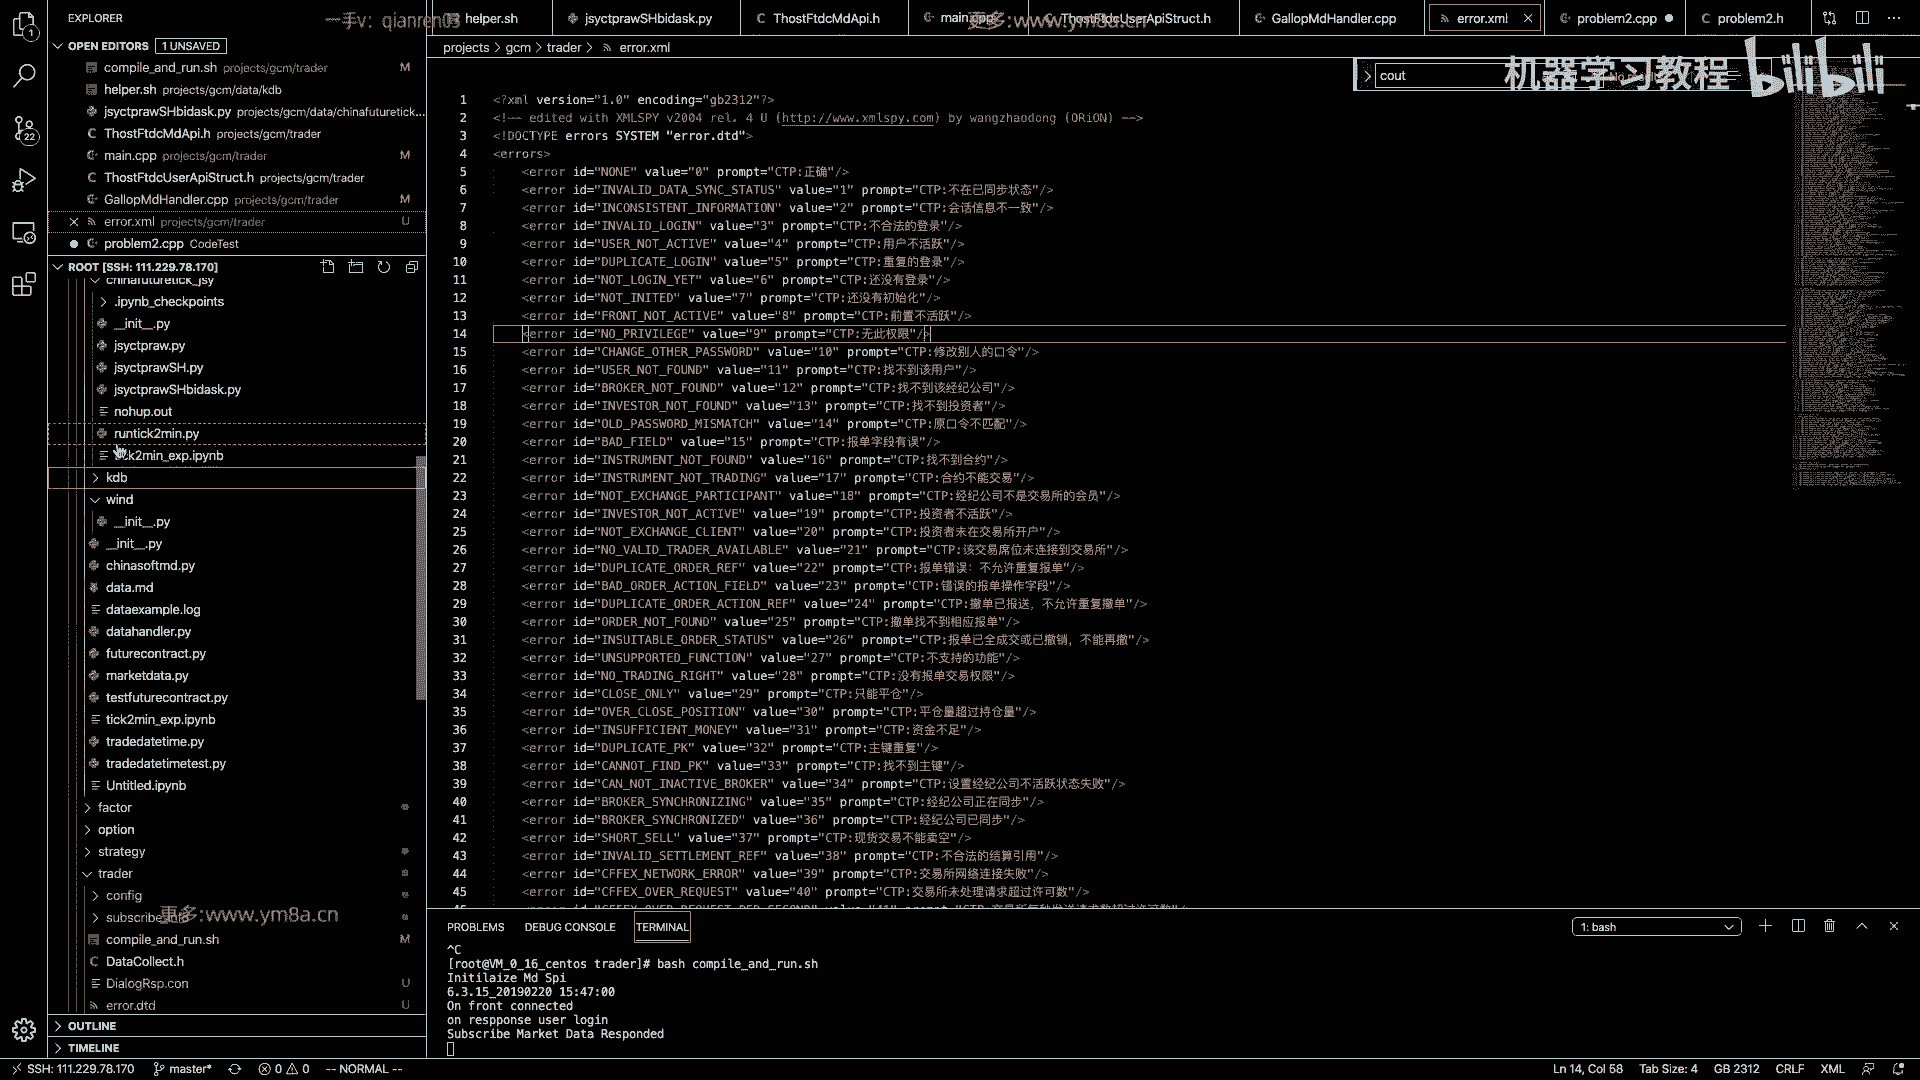 EXPLORER
一手v: qianren03
helper.sh
jsyctprawSHbidask.py
ThostFtdcMdApi.h
main.cpp
更多:www.ym8a.cn
ThostFtdcUserApiStruct.h
GallopMdHandler.cpp
error.xml
problem2.cpp
problem2.h
OPEN EDITORS 1 UNSAVED
compile_and_run.sh projects/gcm/trader M
helper.sh projects/gcm/data/kdb
jsyctprawSHbidask.py projects/gcm/data/chinafuturetick...
ThostFtdcMdApi.h projects/gcm/trader
main.cpp projects/gcm/trader M
ThostFtdcUserApiStruct.h projects/gcm/trader
GallopMdHandler.cpp projects/gcm/trader M
error.xml projects/gcm/trader U
problem2.cpp CodeTest
ROOT [SSH: 111.229.78.170]
chinafuturetick_jsy
.ipynb_checkpoints
__init__.py
jsyctpraw.py
jsyctprawSH.py
jsyctprawSHbidask.py
nohup.out
runtick2min.py
tick2min_exp.ipynb
kdb
wind
__init__.py
__init__.py
chinasoftmd.py
data.md
dataexample.log
datahandler.py
futurecontract.py
marketdata.py
testfuturecontract.py
tick2min_exp.ipynb
tradedatetime.py
tradedatetimetest.py
Untitled.ipynb
factor
option
strategy
trader
config
subscribe
更多:www.ym8a.cn
compile_and_run.sh M
DataCollect.h
DialogRsp.con U
error.dtd U
OUTLINE
TIMELINE
projects > gcm > trader > error.xml
cout
机器学习教程 bilibili
1 <?xml version="1.0" encoding="gb2312"?>
2 <!-- edited with XMLSPY v2004 rel. 4 U (http://www.xmlspy.com) by wangzhaodong (ORiON) -->
3 <!DOCTYPE errors SYSTEM "error.dtd">
4 <errors>
5 <error id="NONE" value="0" prompt="CTP:正确"/>
6 <error id="INVALID_DATA_SYNC_STATUS" value="1" prompt="CTP:不在已同步状态"/>
7 <error id="INCONSISTENT_INFORMATION" value="2" prompt="CTP:会话信息不一致"/>
8 <error id="INVALID_LOGIN" value="3" prompt="CTP:不合法的登录"/>
9 <error id="USER_NOT_ACTIVE" value="4" prompt="CTP:用户不活跃"/>
10 <error id="DUPLICATE_LOGIN" value="5" prompt="CTP:重复的登录"/>
11 <error id="NOT_LOGIN_YET" value="6" prompt="CTP:还没有登录"/>
12 <error id="NOT_INITED" value="7" prompt="CTP:还没有初始化"/>
13 <error id="FRONT_NOT_ACTIVE" value="8" prompt="CTP:前置不活跃"/>
14 <error id="NO_PRIVILEGE" value="9" prompt="CTP:无此权限"/>
15 <error id="CHANGE_OTHER_PASSWORD" value="10" prompt="CTP:修改别人的口令"/>
16 <error id="USER_NOT_FOUND" value="11" prompt="CTP:找不到该用户"/>
17 <error id="BROKER_NOT_FOUND" value="12" prompt="CTP:找不到该经纪公司"/>
18 <error id="INVESTOR_NOT_FOUND" value="13" prompt="CTP:找不到投资者"/>
19 <error id="OLD_PASSWORD_MISMATCH" value="14" prompt="CTP:原口令不匹配"/>
20 <error id="BAD_FIELD" value="15" prompt="CTP:报单字段有误"/>
21 <error id="INSTRUMENT_NOT_FOUND" value="16" prompt="CTP:找不到合约"/>
22 <error id="INSTRUMENT_NOT_TRADING" value="17" prompt="CTP:合约不能交易"/>
23 <error id="NOT_EXCHANGE_PARTICIPANT" value="18" prompt="CTP:经纪公司不是交易所的会员"/>
24 <error id="INVESTOR_NOT_ACTIVE" value="19" prompt="CTP:投资者不活跃"/>
25 <error id="NOT_EXCHANGE_CLIENT" value="20" prompt="CTP:投资者未在交易所开户"/>
26 <error id="NO_VALID_TRADER_AVAILABLE" value="21" prompt="CTP:该交易席位未连接到交易所"/>
27 <error id="DUPLICATE_ORDER_REF" value="22" prompt="CTP:报单错误: 不允许重复报单"/>
28 <error id="BAD_ORDER_ACTION_FIELD" value="23" prompt="CTP:错误的报单操作字段"/>
29 <error id="DUPLICATE_ORDER_ACTION_REF" value="24" prompt="CTP:撤单已报送，不允许重复撤单"/>
30 <error id="ORDER_NOT_FOUND" value="25" prompt="CTP:撤单找不到相应报单"/>
31 <error id="INSUITABLE_ORDER_STATUS" value="26" prompt="CTP:报单已全成交或已撤销，不能再撤"/>
32 <error id="UNSUPPORTED_FUNCTION" value="27" prompt="CTP:不支持的功能"/>
33 <error id="NO_TRADING_RIGHT" value="28" prompt="CTP:没有报单交易权限"/>
34 <error id="CLOSE_ONLY" value="29" prompt="CTP:只能平仓"/>
35 <error id="OVER_CLOSE_POSITION" value="30" prompt="CTP:平仓量超过持仓量"/>
36 <error id="INSUFFICIENT_MONEY" value="31" prompt="CTP:资金不足"/>
37 <error id="DUPLICATE_PK" value="32" prompt="CTP:主键重复"/>
38 <error id="CANNOT_FIND_PK" value="33" prompt="CTP:找不到主键"/>
39 <error id="CAN_NOT_INACTIVE_BROKER" value="34" prompt="CTP:设置经纪公司不活跃状态失败"/>
40 <error id="BROKER_SYNCHRONIZING" value="35" prompt="CTP:经纪公司正在同步"/>
41 <error id="BROKER_SYNCHRONIZED" value="36" prompt="CTP:经纪公司已同步"/>
42 <error id="SHORT_SELL" value="37" prompt="CTP:现货交易不能卖空"/>
43 <error id="INVALID_SETTLEMENT_REF" value="38" prompt="CTP:不合法的结算引用"/>
44 <error id="CFFEX_NETWORK_ERROR" value="39" prompt="CTP:交易所网络连接失败"/>
45 <error id="CFFEX_OVER_REQUEST" value="40" prompt="CTP:交易所未处理请求超过许可数"/>
PROBLEMS DEBUG CONSOLE TERMINAL 1: bash
^C
[root@VM_0_16_centos trader]# bash compile_and_run.sh
Initilaize Md Spi
6.3.15_20190220 15:47:00
On front connected
on respponse user login
Subscribe Market Data Responded
SSH: 111.229.78.170 master* 0 0 -- NORMAL -- Ln 14, Col 58 Tab Size: 4 GB 2312 CRLF XML